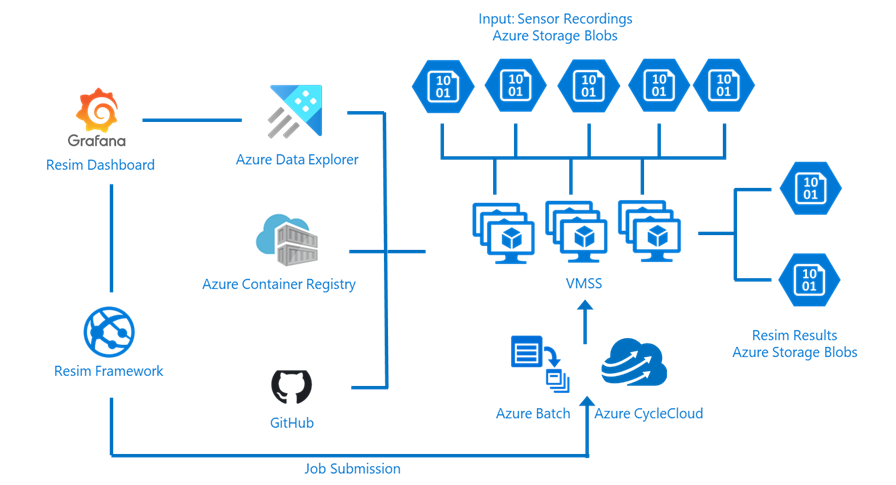 Input: Sensor Recordings
Azure Storage Blobs
10
01
10
01
10
01
10
01
10
01
Grafana
Resim Dashboard
Azure Data Explorer
10
01
Azure Container Registry
VMSS
10
01
Resim Results
Azure Storage Blobs
Resim Framework
Azure Batch
Azure CycleCloud
GitHub
Job Submission